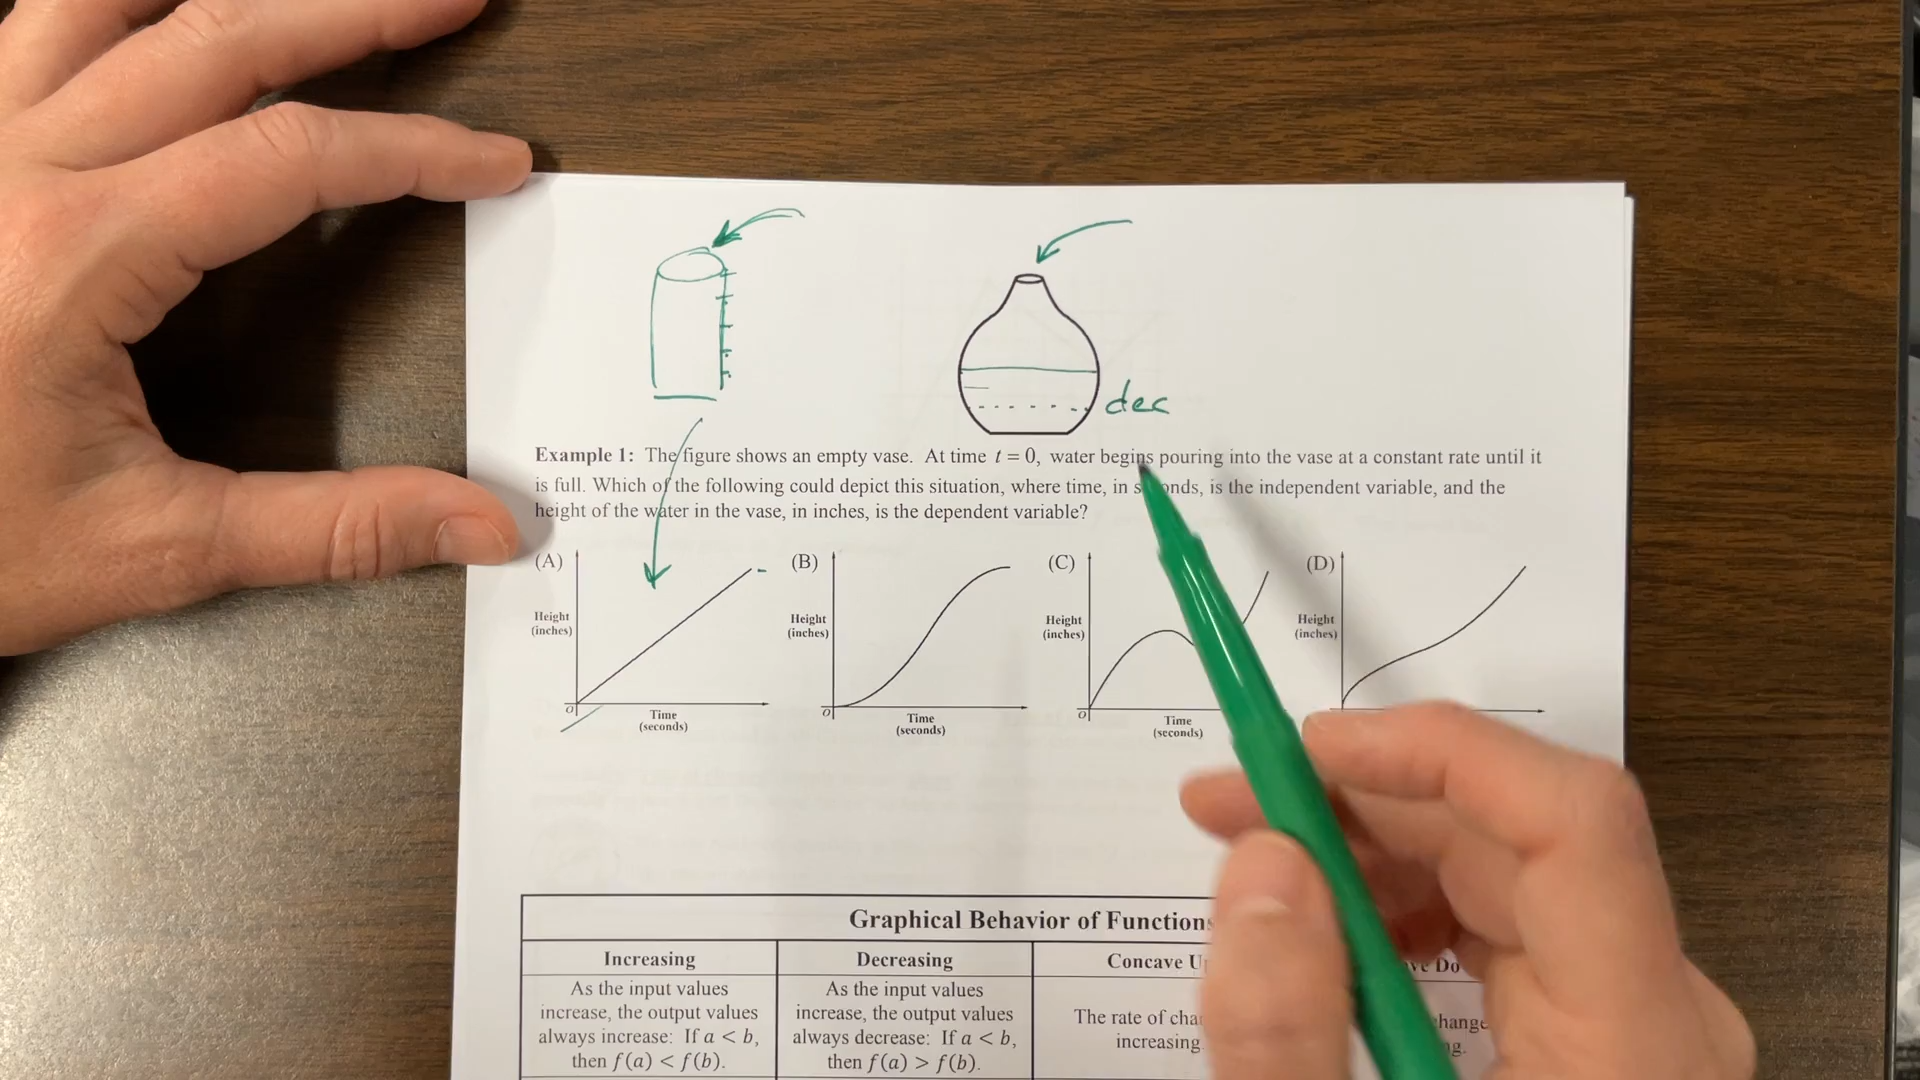 dec
Example 1: The figure shows an empty vase. At time t = 0, water begins pouring into the vase at a constant rate until it
is full. Which of the following could depict this situation, where time, in seconds, is the independent variable, and the
height of the water in the vase, in inches, is the dependent variable?
(A) (B) (C) (D)
Height (inches) Height (inches) Height (inches) Height (inches)
O O O
Time (seconds) Time (seconds) Time (seconds)
Graphical Behavior of Functions
Increasing Decreasing Concave
As the input values increase, the output values always increase: If a < b, then f(a) < f(b).
As the input values increase, the output values always decrease: If a < b, then f(a) > f(b).
The rate of
increasing